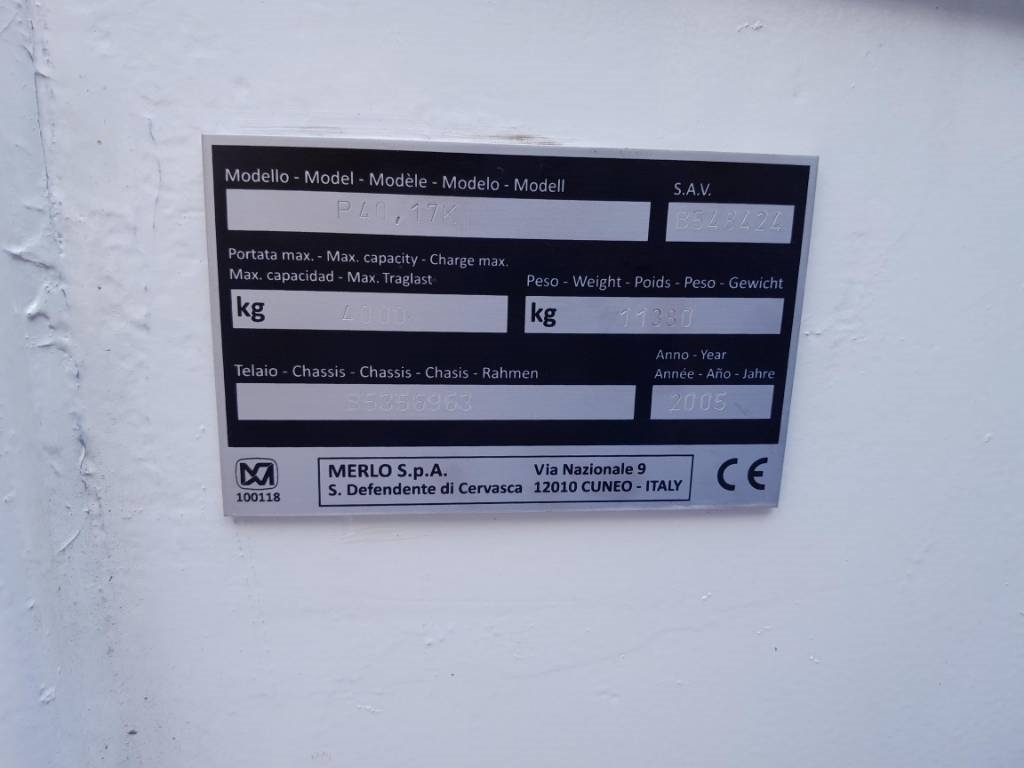 Modello - Model - Modèle - Modelo - Modell
S.A.V.
P40,17K
B548424
Portata max. - Max. capacity - Charge max.
Max. capacidad - Max. Traglast
Peso - Weight - Poids - Peso - Gewicht
kg 4000
kg 11380
Telaio - Chassis - Chassis - Chasis - Rahmen
Anno - Year
Année - Año - Jahre
2005
100118
MERLO S.p.A. Via Nazionale 9
S. Defendente di Cervasca 12010 CUNEO - ITALY
CE